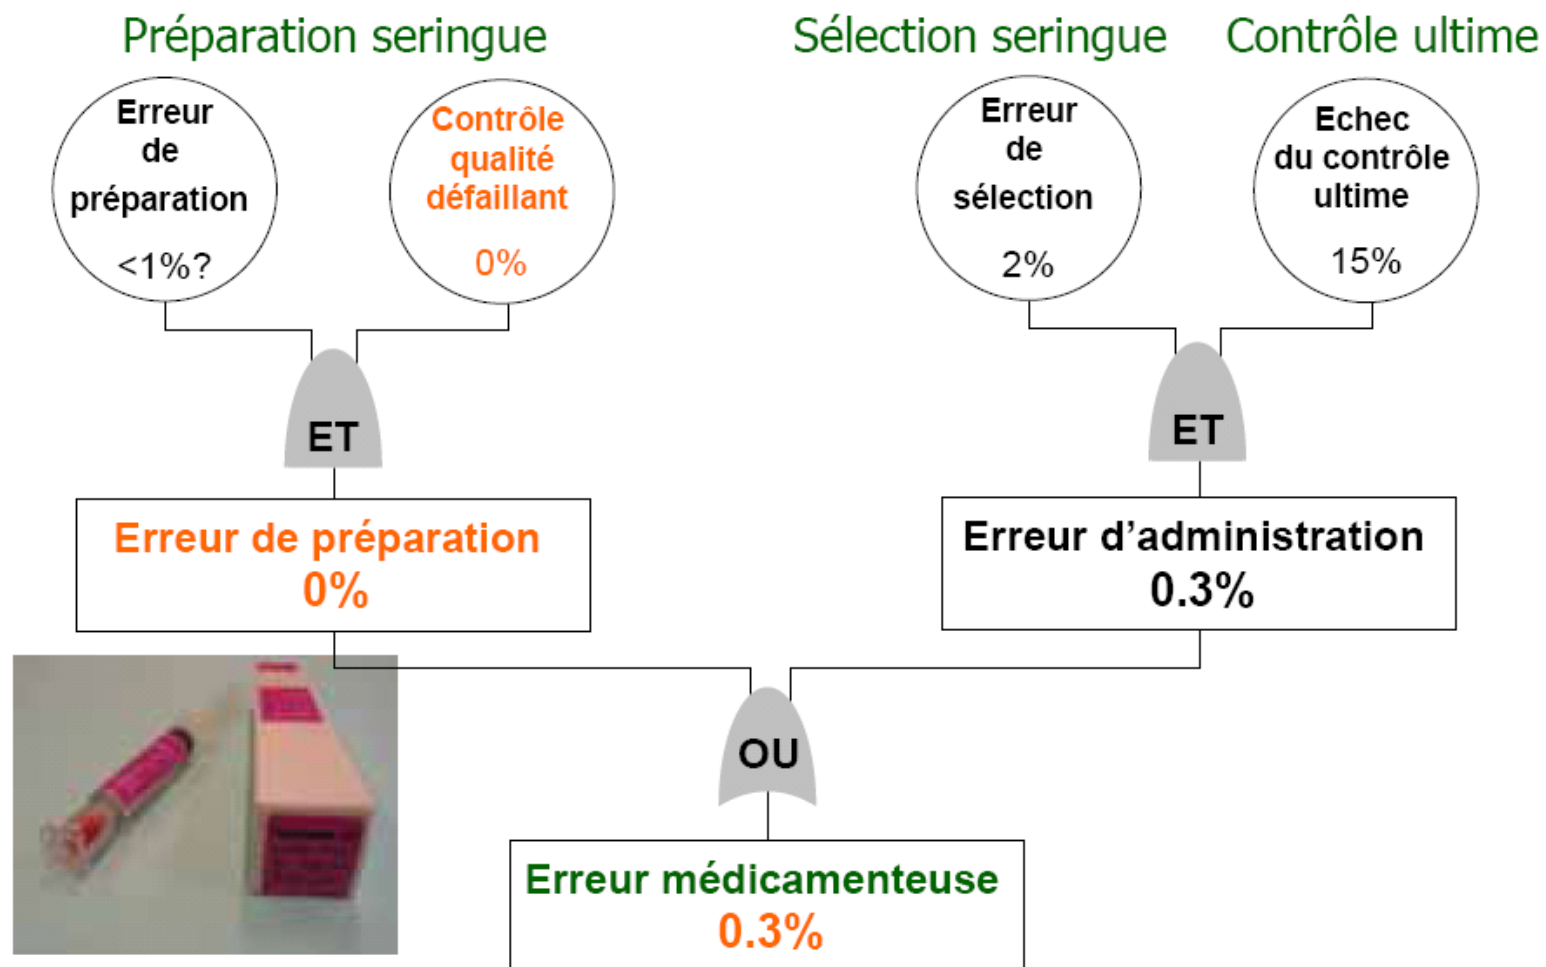 Préparation seringue
Sélection seringue
Contrôle ultime
Erreur
de
préparation
<1%?
Contrôle
qualité
défaillant
0%
Erreur
de
sélection
2%
Echec
du contrôle
ultime
15%
ET
ET
Erreur de préparation
0%
Erreur d’administration
0.3%
OU
Erreur médicamenteuse
0.3%